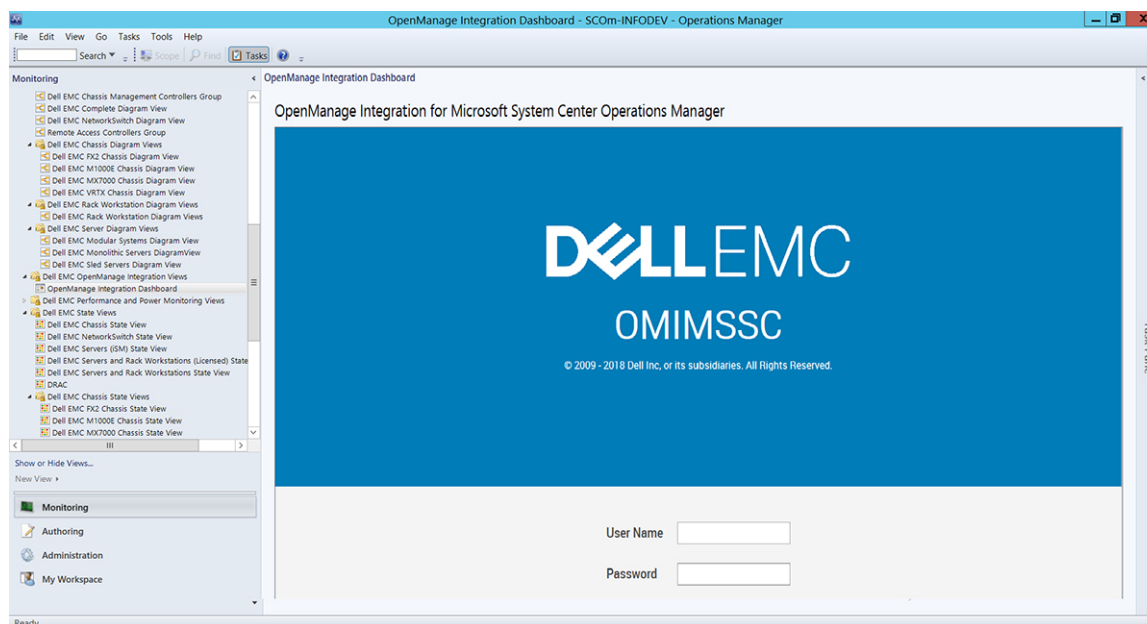 OpenManage Integration Dashboard - SCOm-INFODEV - Operations Manager
File Edit View Go Tasks Tools Help
Search Scope Find Tasks
Monitoring
OpenManage Integration Dashboard
Dell EMC Chassis Management Controllers Group
Dell EMC Complete Diagram View
Dell EMC NetworkSwitch Diagram View
Remote Access Controllers Group
Dell EMC Chassis Diagram Views
Dell EMC FX2 Chassis Diagram View
Dell EMC M1000E Chassis Diagram View
Dell EMC MX7000 Chassis Diagram View
Dell EMC VRTX Chassis Diagram View
Dell EMC Rack Workstation Diagram Views
Dell EMC Rack Workstation Diagram Views
Dell EMC Server Diagram Views
Dell EMC Modular Systems Diagram View
Dell EMC Monolithic Servers DiagramView
Dell EMC Sled Servers Diagram View
Dell EMC OpenManage Integration Views
OpenManage Integration Dashboard
Dell EMC Performance and Power Monitoring Views
Dell EMC State Views
Dell EMC Chassis State View
Dell EMC NetworkSwitch State View
Dell EMC Servers (iSM) State View
Dell EMC Servers and Rack Workstations (Licensed) State
Dell EMC Servers and Rack Workstations State View
DRAC
Dell EMC Chassis State Views
Dell EMC FX2 Chassis State View
Dell EMC M1000E Chassis State View
Dell EMC MX7000 Chassis State View
Show or Hide Views...
New View
Monitoring
Authoring
Administration
My Workspace
Ready
OpenManage Integration for Microsoft System Center Operations Manager
DELLEMC
OMIMSSC
© 2009 - 2018 Dell Inc, or its subsidiaries. All Rights Reserved.
User Name
Password